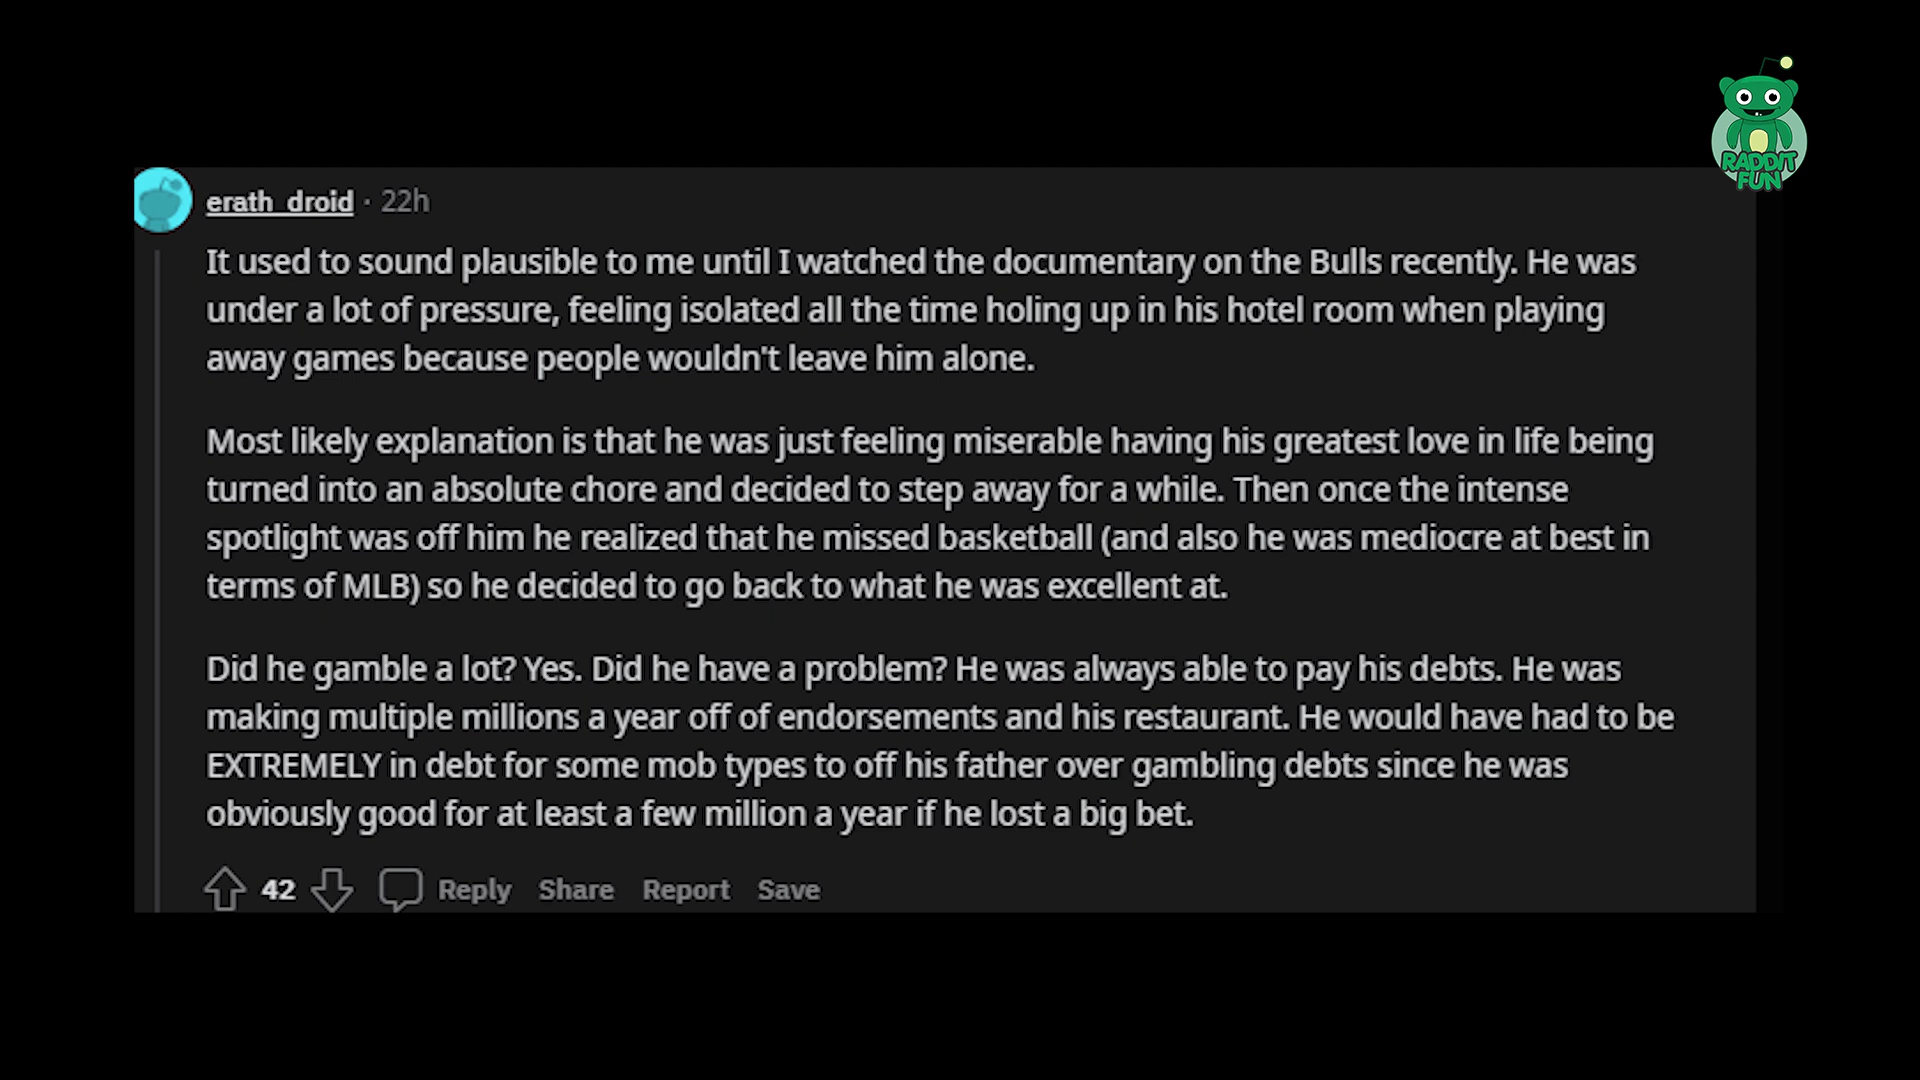 RADDIT
FUN
erath_droid · 22h
It used to sound plausible to me until I watched the documentary on the Bulls recently. He was
under a lot of pressure, feeling isolated all the time holing up in his hotel room when playing
away games because people wouldn't leave him alone.
Most likely explanation is that he was just feeling miserable having his greatest love in life being
turned into an absolute chore and decided to step away for a while. Then once the intense
spotlight was off him he realized that he missed basketball (and also he was mediocre at best in
terms of MLB) so he decided to go back to what he was excellent at.
Did he gamble a lot? Yes. Did he have a problem? He was always able to pay his debts. He was
making multiple millions a year off of endorsements and his restaurant. He would have had to be
EXTREMELY in debt for some mob types to off his father over gambling debts since he was
obviously good for at least a few million a year if he lost a big bet.
42 Reply Share Report Save